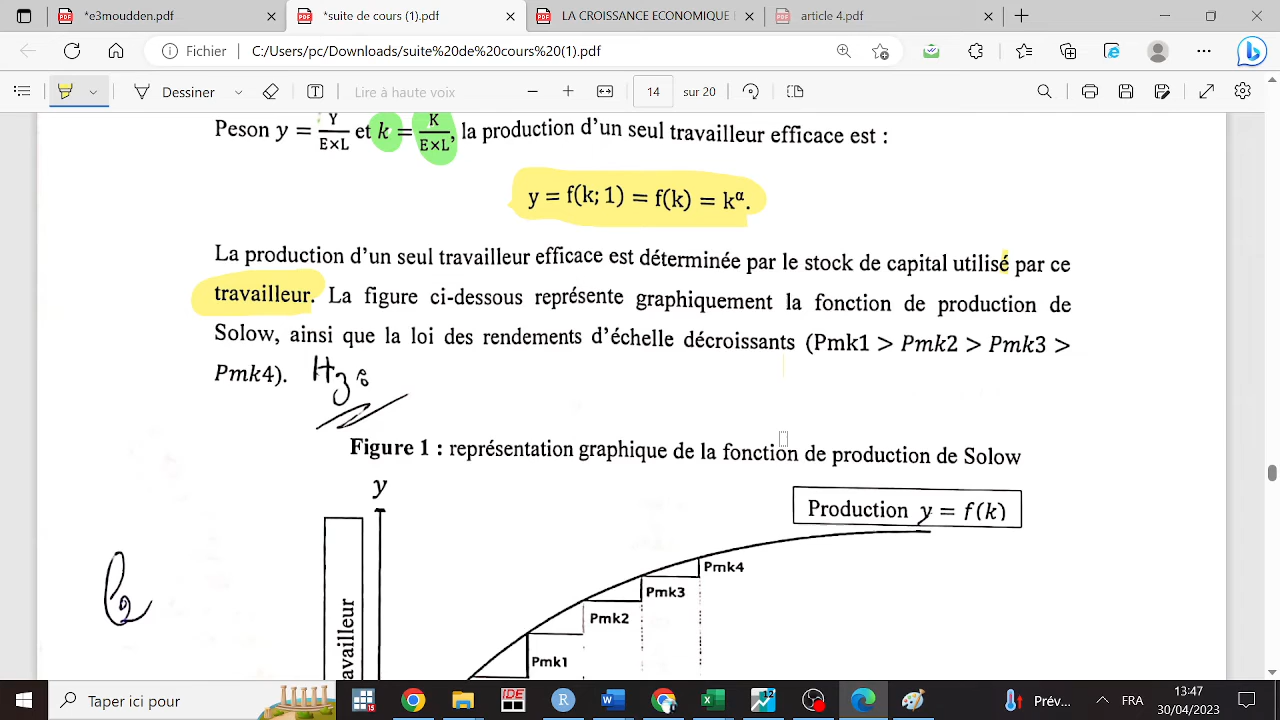 a3mnudden.pdf
*suite de cours (1).pdf
LA CROISSANCE ECONOMIQUE
article 4.pdf
Fichier
C:/Users/pc/Downloads/suite%20de%20cours%20(1).pdf
Dessiner
Lire à haute voix
14
sur 20
Peson y = Y/E×L et k = K/E×L, la production d'un seul travailleur efficace est :
y = f(k; 1) = f(k) = k^α.
La production d'un seul travailleur efficace est déterminée par le stock de capital utilisé par ce
travailleur. La figure ci-dessous représente graphiquement la fonction de production de
Solow, ainsi que la loi des rendements d'échelle décroissants (Pmk1 > Pmk2 > Pmk3 >
Pmk4). H3
Figure 1 : représentation graphique de la fonction de production de Solow
y
Production y = f(k)
Pmk4
Pmk3
Pmk2
Pmk1
availleur
Taper ici pour
IDE
R
12
Prév...
FRA
13:47
30/04/2023